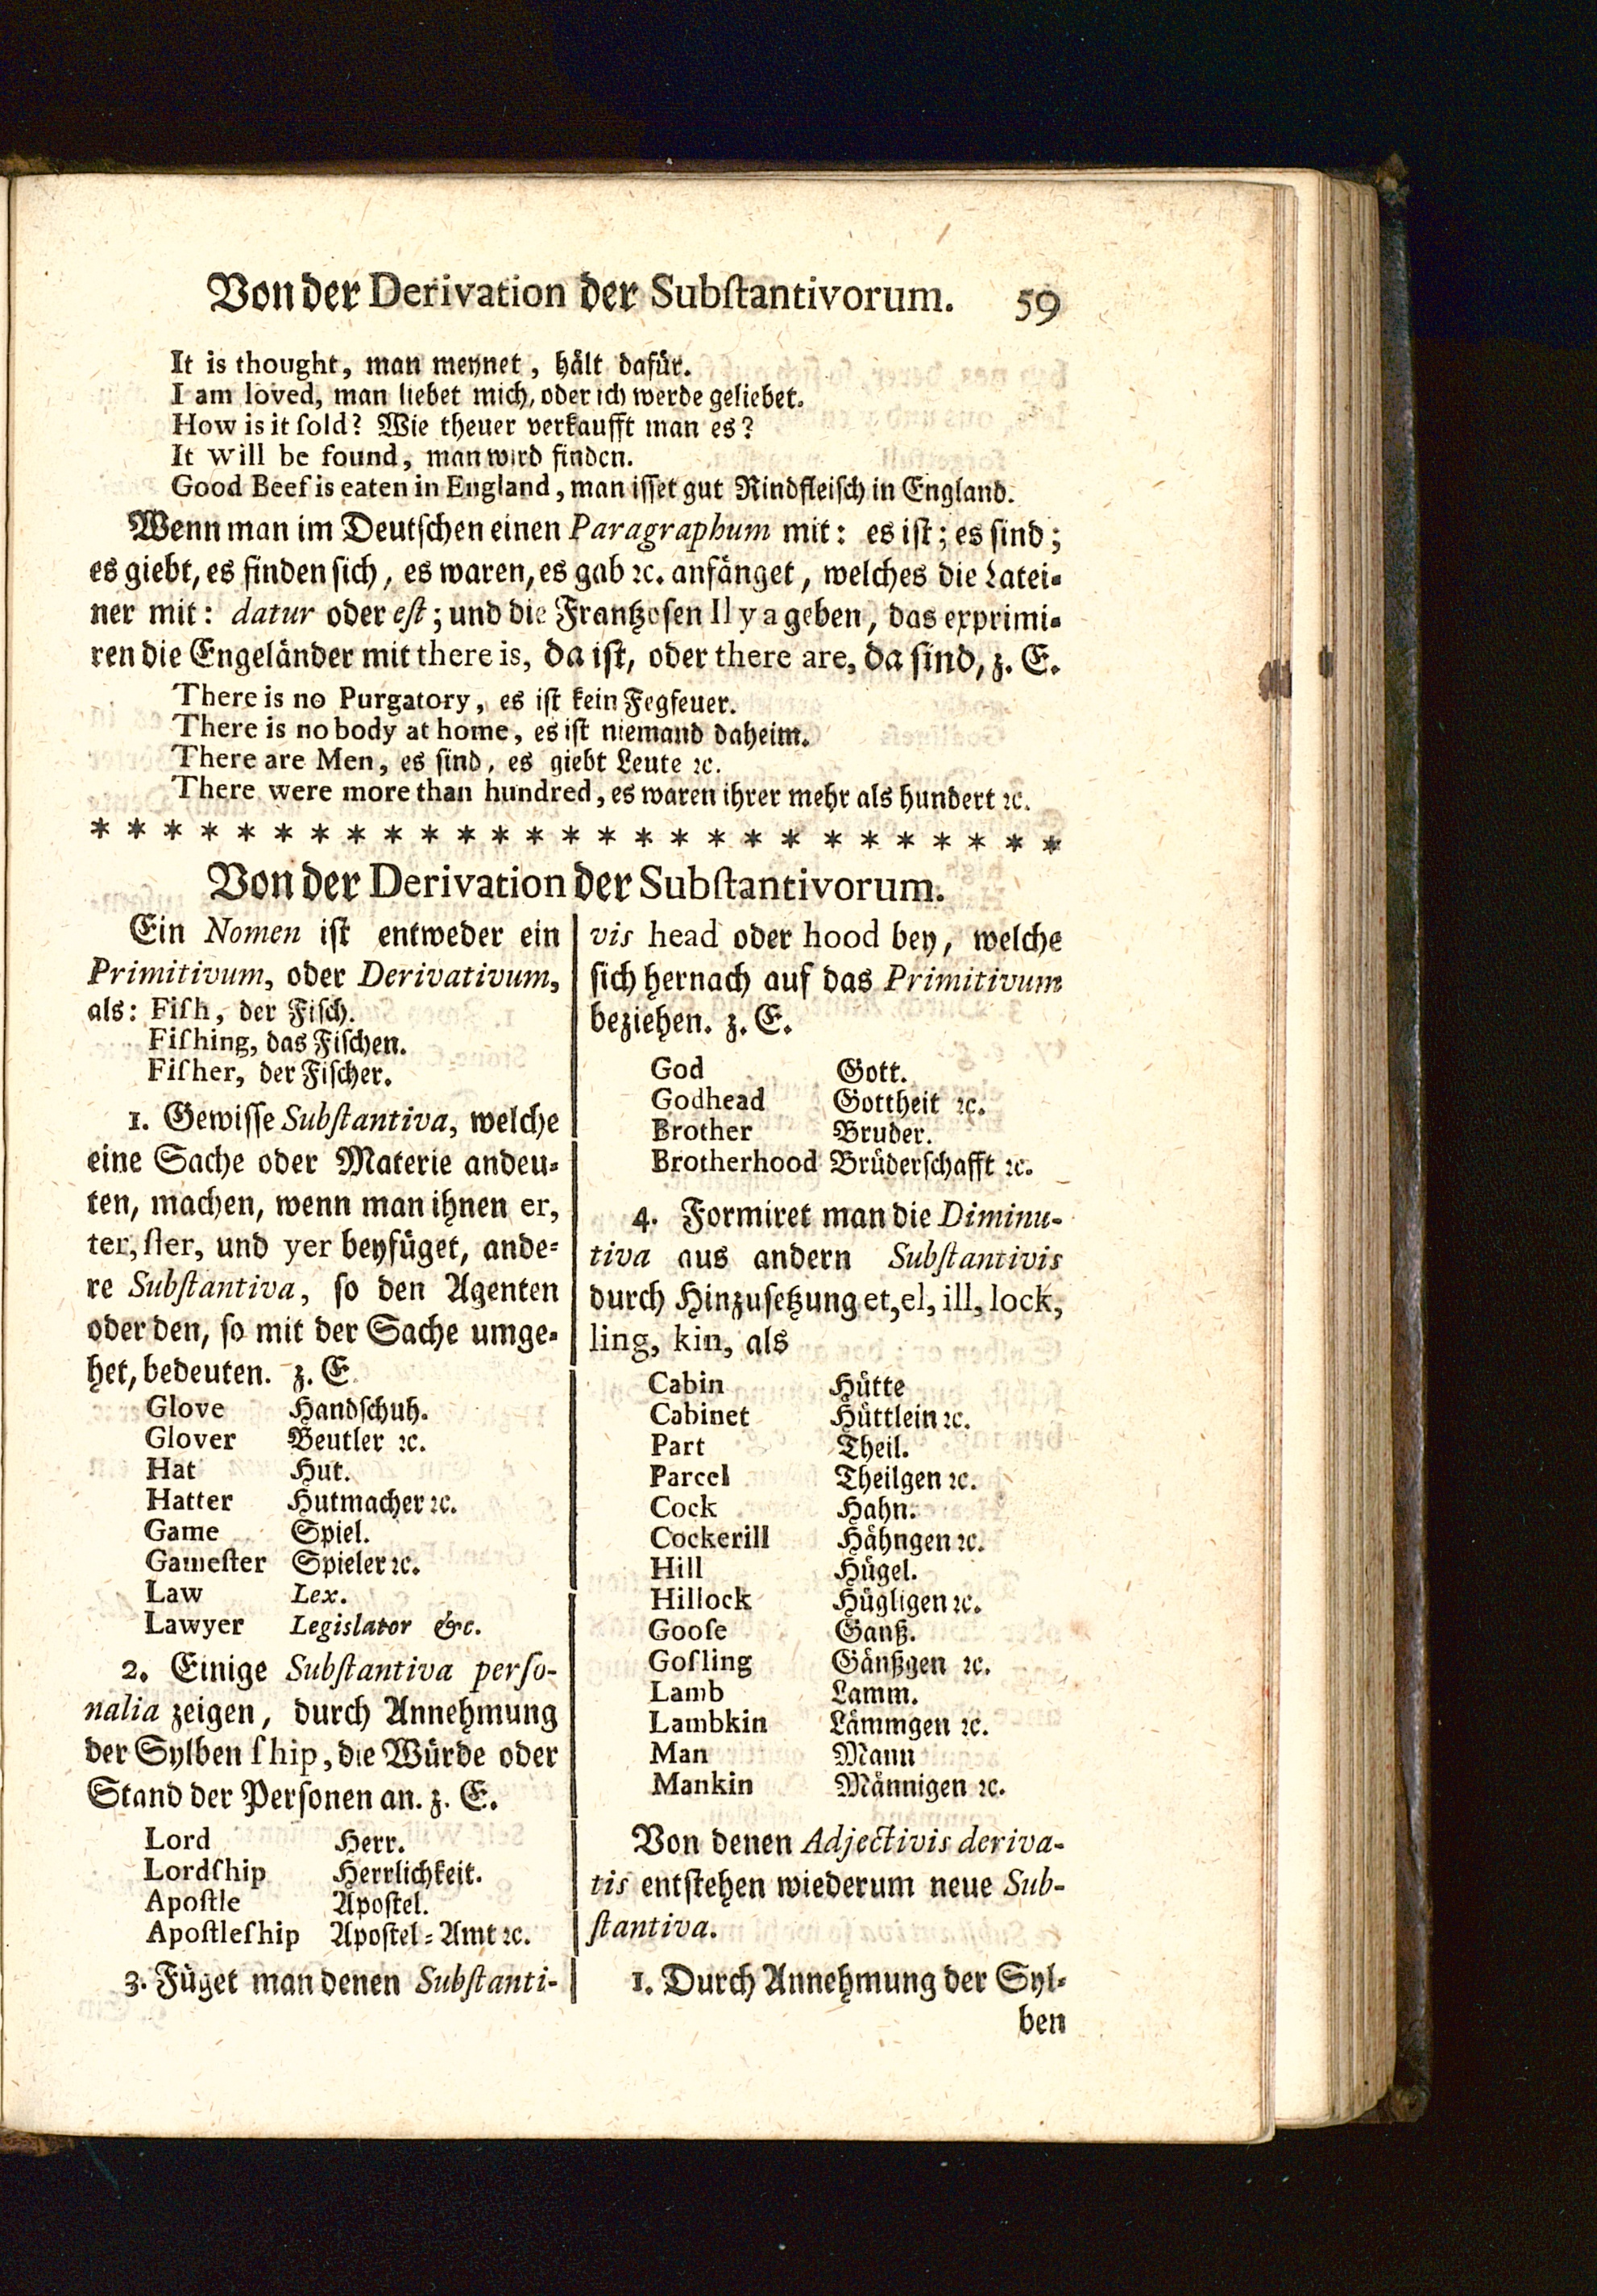 Von der Derivation der Subſtantivorum. 59
It is thought, man meynet, hält dafür.
I am loved, man liebet mich, oder ich werde geliebet.
How is it ſold? Wie theuer verkaufft man es?
It will be found, man wird finden.
Good Beef is eaten in England, man iſſet gut Rindfleiſch in England.
Wenn man im Deutſchen einen Paragraphum mit: es iſt; es ſind;
es giebt, es finden ſich, es waren, es gab ꝛc. anfänget, welches die Latei-
ner mit: datur oder eſt; und die Frantzoſen Il y a geben, das exprimi-
ren die Engeländer mit there is, da iſt, oder there are, da ſind, z. E.
There is no Purgatory, es iſt kein Fegfeuer.
There is no body at home, es iſt niemand daheim.
There are Men, es ſind, es giebt Leute ꝛc.
There were more than hundred, es waren ihrer mehr als hundert ꝛc.
* * * * * * * * * * * * * * * * * * * * * * * * * * *
Von der Derivation der Subſtantivorum.
Ein Nomen iſt entweder ein
Primitivum, oder Derivativum,
als: Fiſh, der Fiſch.
Fiſhing, das Fiſchen.
Fiſher, der Fiſcher.
1. Gewiſſe Subſtantiva, welche
eine Sache oder Materie andeu-
ten, machen, wenn man ihnen er,
ter, ſter, und yer beyfüget, ande-
re Subſtantiva, ſo den Agenten
oder den, ſo mit der Sache umge-
het, bedeuten. z. E.
Glove Handſchuh.
Glover Beutler ꝛc.
Hat Hut.
Hatter Hutmacher ꝛc.
Game Spiel.
Gameſter Spieler ꝛc.
Law Lex.
Lawyer Legislator &c.
2. Einige Subſtantiva perſo-
nalia zeigen, durch Annehmung
der Sylben ſhip, die Würde oder
Stand der Perſonen an. z. E.
Lord Herr.
Lordſhip Herrlichkeit.
Apoſtle Apoſtel.
Apoſtleſhip Apoſtel-Amt ꝛc.
3. Füget man denen Subſtanti-
vis head oder hood bey, welche
ſich hernach auf das Primitivum
beziehen. z. E.
God Gott.
Godhead Gottheit ꝛc.
Brother Bruder.
Brotherhood Brüderſchafft ꝛc.
4. Formiret man die Diminu-
tiva aus andern Subſtantivis
durch Hinzuſetzung et, el, ill, lock,
ling, kin, als
Cabin Hütte
Cabinet Hüttlein ꝛc.
Part Theil.
Parcel Theilgen ꝛc.
Cock Hahn.
Cockerill Hähngen ꝛc.
Hill Hügel.
Hillock Hügligen ꝛc.
Gooſe Ganß.
Goſling Gänßgen ꝛc.
Lamb Lamm.
Lambkin Lämmgen ꝛc.
Man Mann
Mankin Männigen ꝛc.
Von denen Adjectivis deriva-
tis entſtehen wiederum neue Sub-
ſtantiva.
1. Durch Annehmung der Syl-
ben